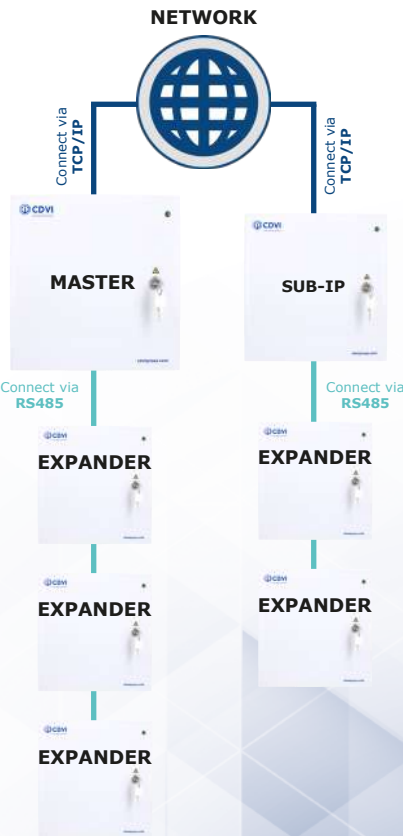 NETWORK
Connect via
TCP/IP
Connect via
TCP/IP
CDVI
MASTER
CDVI
SUB-IP
Connect via
RS485
Connect via
RS485
CDVI
EXPANDER
CDVI
EXPANDER
CDVI
EXPANDER
CDVI
EXPANDER
CDVI
EXPANDER